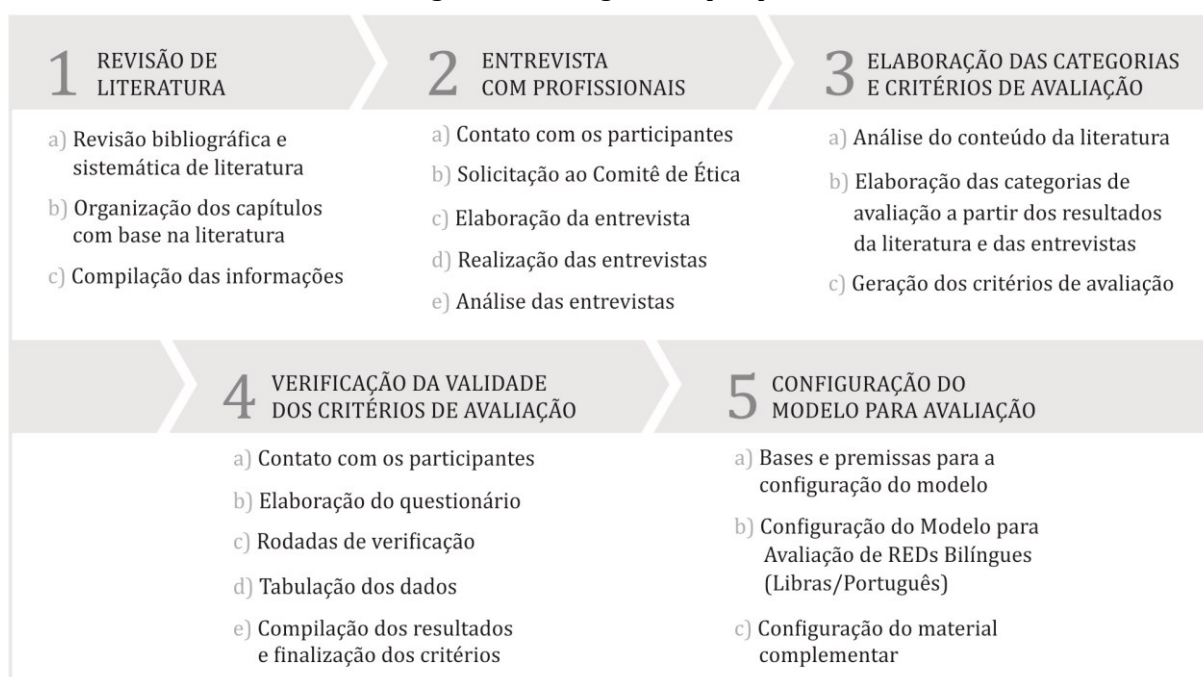 1 REVISÃO DE
LITERATURA
a) Revisão bibliográfica e
sistemática de literatura
b) Organização dos capítulos
com base na literatura
c) Compilação das informações
2 ENTREVISTA
COM PROFISSIONAIS
a) Contato com os participantes
b) Solicitação ao Comitê de Ética
c) Elaboração da entrevista
d) Realização das entrevistas
e) Análise das entrevistas
3 ELABORAÇÃO DAS CATEGORIAS
E CRITÉRIOS DE AVALIAÇÃO
a) Análise do conteúdo da literatura
b) Elaboração das categorias de
avaliação a partir dos resultados
da literatura e das entrevistas
c) Geração dos critérios de avaliação
4 VERIFICAÇÃO DA VALIDADE
DOS CRITÉRIOS DE AVALIAÇÃO
a) Contato com os participantes
b) Elaboração do questionário
c) Rodadas de verificação
d) Tabulação dos dados
e) Compilação dos resultados
e finalização dos critérios
5 CONFIGURAÇÃO DO
MODELO PARA AVALIAÇÃO
a) Bases e premissas para a
configuração do modelo
b) Configuração do Modelo para
Avaliação de REDs Bilíngues
(Libras/Português)
c) Configuração do material
complementar